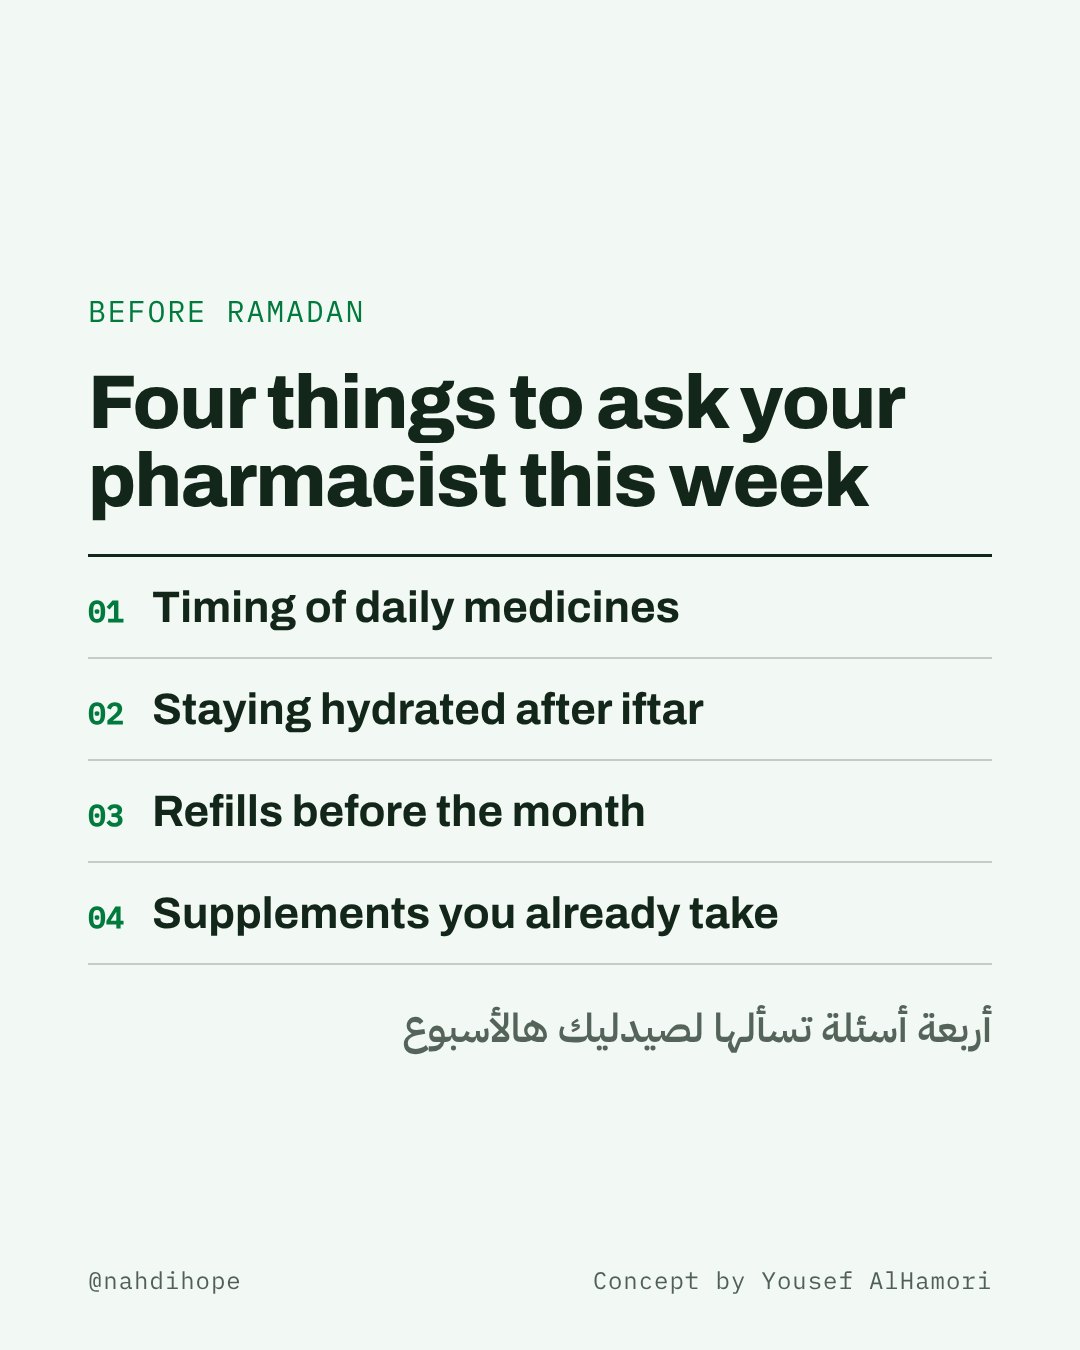 BEFORE RAMADAN
Four things to ask your
pharmacist this week
01 Timing of daily medicines
02 Staying hydrated after iftar
03 Refills before the month
04 Supplements you already take
أربعة أسئلة تسألها لصيدليك هالأسبوع
@nahdihope
Concept by Yousef AlHamori